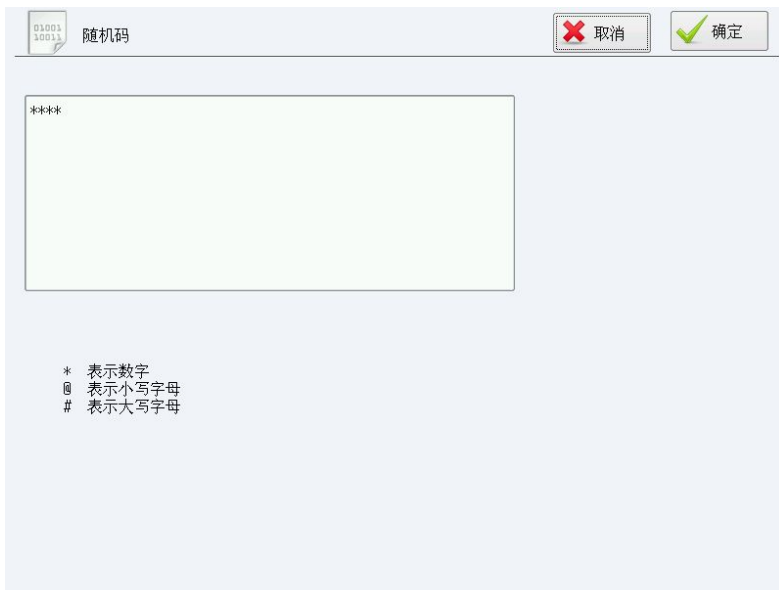 01001
10011
随机码
取消
确定
****
* 表示数字
@ 表示小写字母
# 表示大写字母